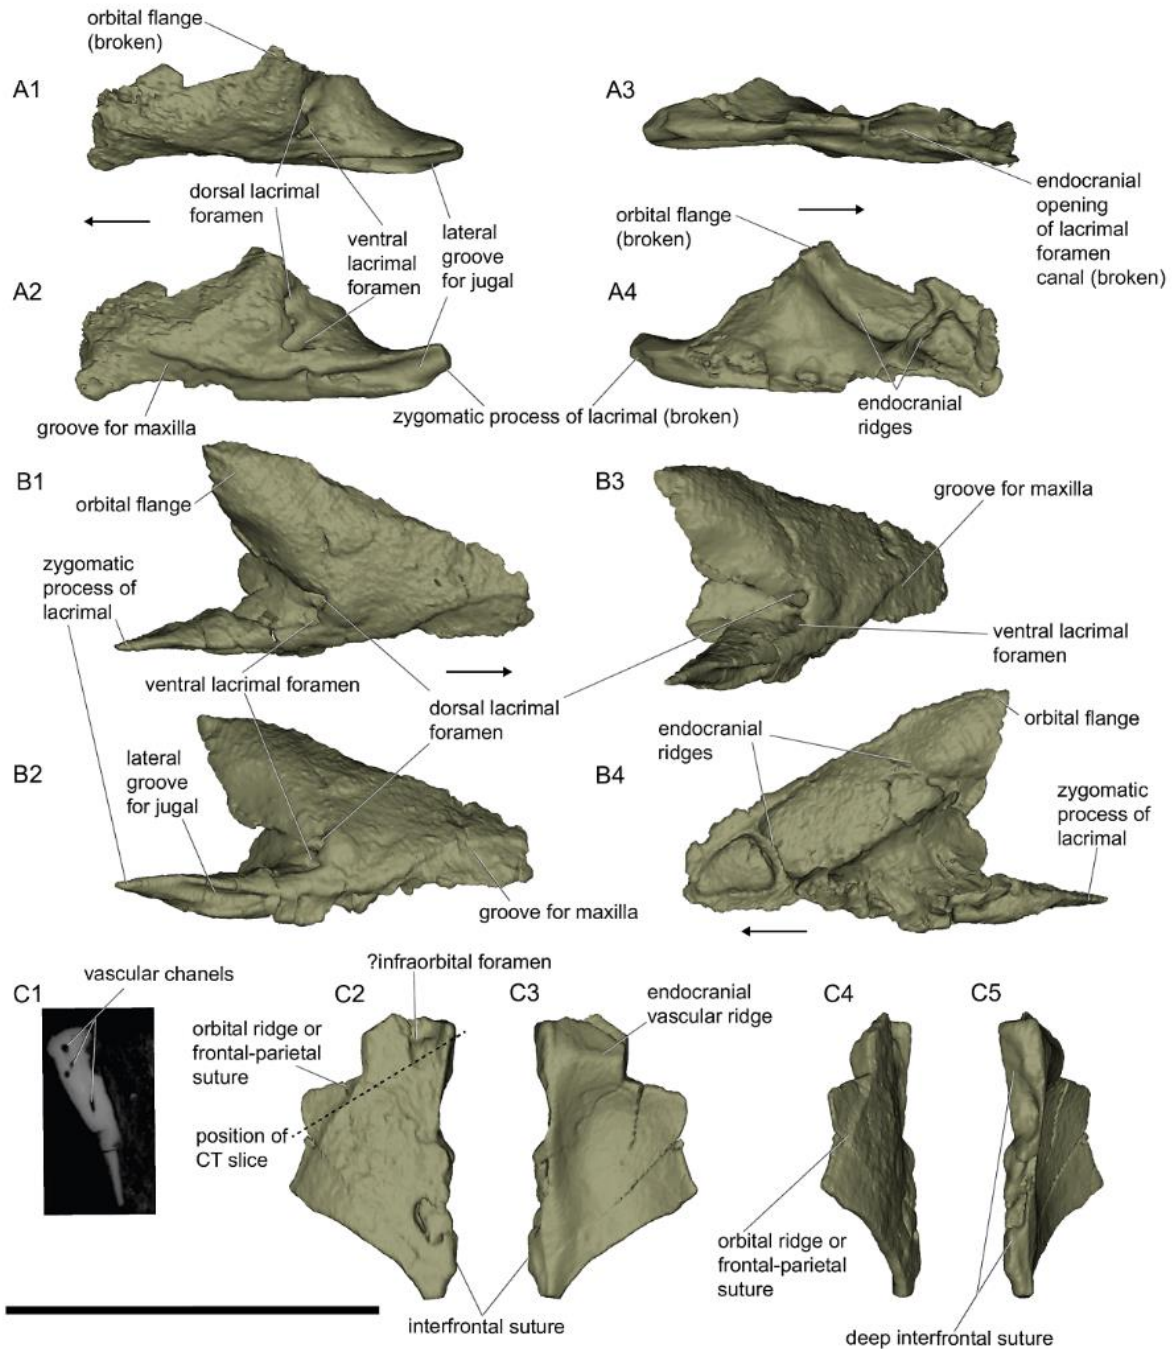 orbital flange
(broken)
A1
A3
dorsal lacrimal
foramen
ventral
lacrimal
foramen
lateral
groove
for jugal
orbital flange
(broken)
endocranial
opening
of lacrimal
foramen
canal (broken)
A2
A4
groove for maxilla
zygomatic process of lacrimal (broken)
endocranial
ridges
B1
B3
orbital flange
groove for maxilla
zygomatic
process of
lacrimal
ventral lacrimal
foramen
ventral lacrimal foramen
dorsal lacrimal
foramen
orbital flange
endocranial
ridges
lateral
groove
for jugal
B2
B4
zygomatic
process of
lacrimal
groove for maxilla
vascular chanels
?infraorbital foramen
C1
C2
C3
C4
C5
endocranial
vascular ridge
orbital ridge or
frontal-parietal
suture
position of
CT slice
orbital ridge or
frontal-parietal
suture
interfrontal suture
deep interfrontal suture